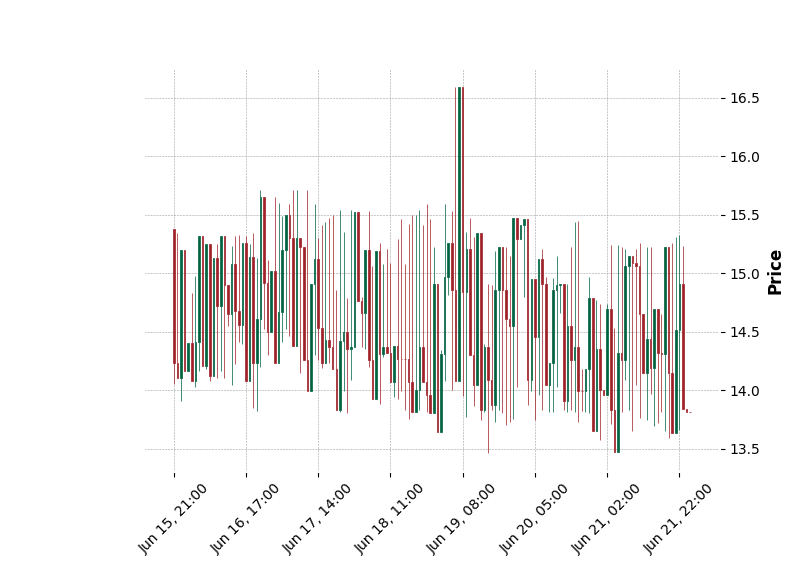 16.5
16.0
15.5
15.0
14.5
14.0
13.5
Price
Jun 15, 21:00
Jun 16, 17:00
Jun 17, 14:00
Jun 18, 11:00
Jun 19, 08:00
Jun 20, 05:00
Jun 21, 02:00
Jun 21, 22:00